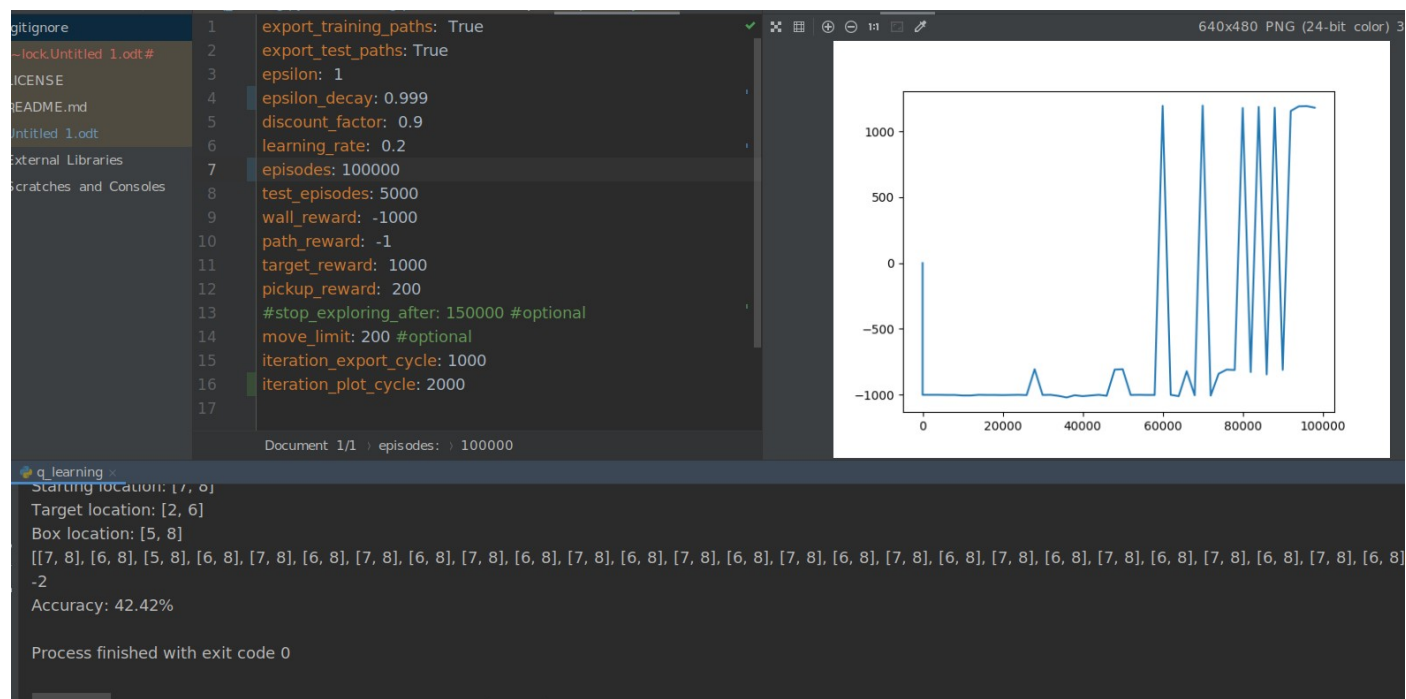 gitignore
~lock.Untitled 1.odt#
ICENSE
README.md
Untitled 1.odt
External Libraries
Scratches and Consoles
1 export_training_paths: True
2 export_test_paths: True
3 epsilon: 1
4 epsilon_decay: 0.999
5 discount_factor: 0.9
6 learning_rate: 0.2
7 episodes: 100000
8 test_episodes: 5000
9 wall_reward: -1000
10 path_reward: -1
11 target_reward: 1000
12 pickup_reward: 200
13 #stop_exploring_after: 150000 #optional
14 move_limit: 200 #optional
15 iteration_export_cycle: 1000
16 iteration_plot_cycle: 2000
17
Document 1/1 › episodes: › 100000
1:1
640x480 PNG (24-bit color) 3
1000
500
0
−500
−1000
0 20000 40000 60000 80000 100000
q_learning ×
Starting location: [7, 8]
Target location: [2, 6]
Box location: [5, 8]
[[7, 8], [6, 8], [5, 8], [6, 8], [7, 8], [6, 8], [7, 8], [6, 8], [7, 8], [6, 8], [7, 8], [6, 8], [7, 8], [6, 8], [7, 8], [6, 8], [7, 8], [6, 8], [7, 8], [6, 8], [7, 8], [6, 8], [7, 8], [6, 8], [7, 8], [6, 8]
-2
Accuracy: 42.42%
Process finished with exit code 0